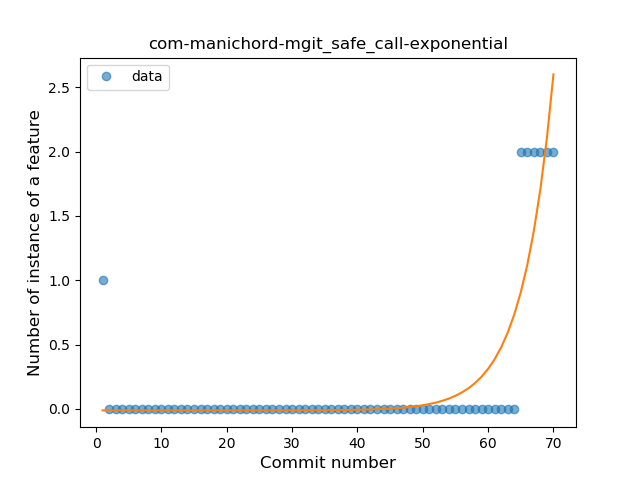 com-manichord-mgit_safe_call-exponential
data
Number of instance of a feature
2.5
2.0
1.5
1.0
0.5
0.0
0 10 20 30 40 50 60 70
Commit number